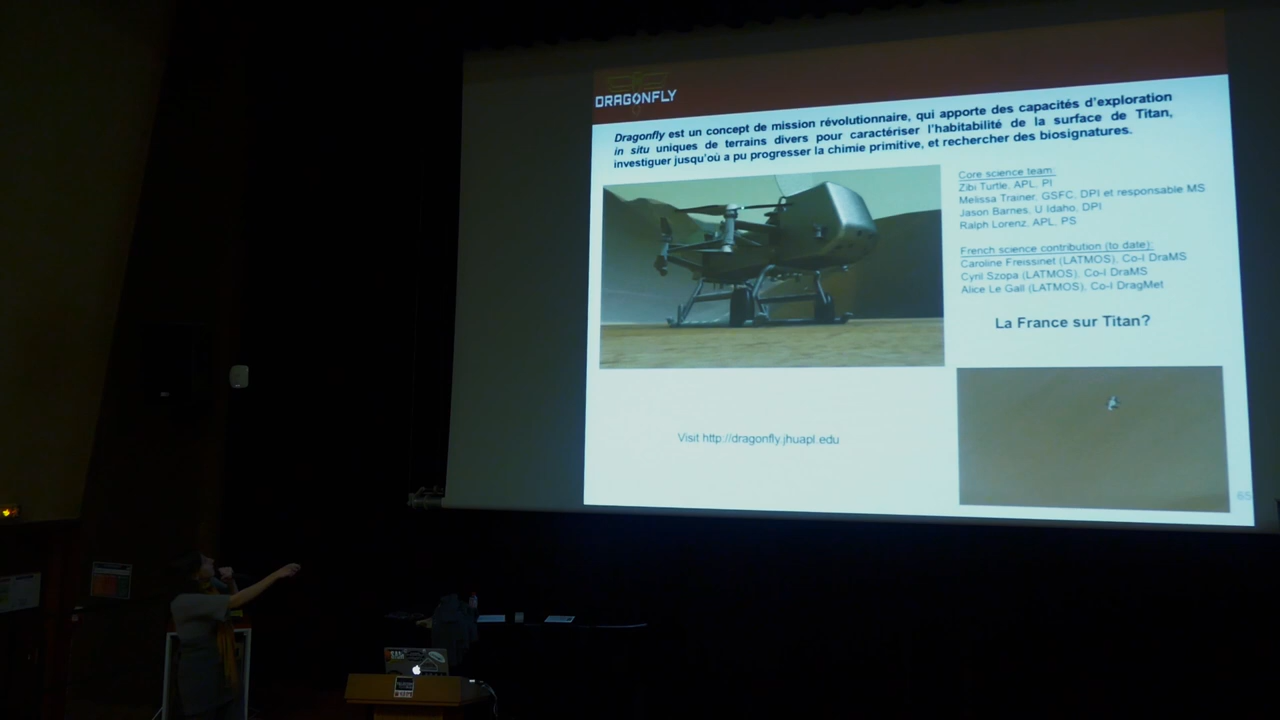 DRAGONFLY
Dragonfly est un concept de mission révolutionnaire, qui apporte des capacités d'exploration
in situ uniques de terrains divers pour caractériser l'habitabilité de la surface de Titan,
investiguer jusqu'où a pu progresser la chimie primitive, et rechercher des biosignatures.
Core science team
Zibi Turtle, APL, PI
Melissa Trainer, GSFC, DPI et responsable MS
Jason Barnes, U Idaho, DPI
Ralph Lorenz, APL, PS
French science contribution (to date):
Caroline Freissinet (LATMOS), Co-I DraMS
Cyril Szopa (LATMOS), Co-I DraMS
Alice Le Gall (LATMOS), Co-I DragMet
La France sur Titan?
Visit http://dragonfly.jhuapl.edu
65